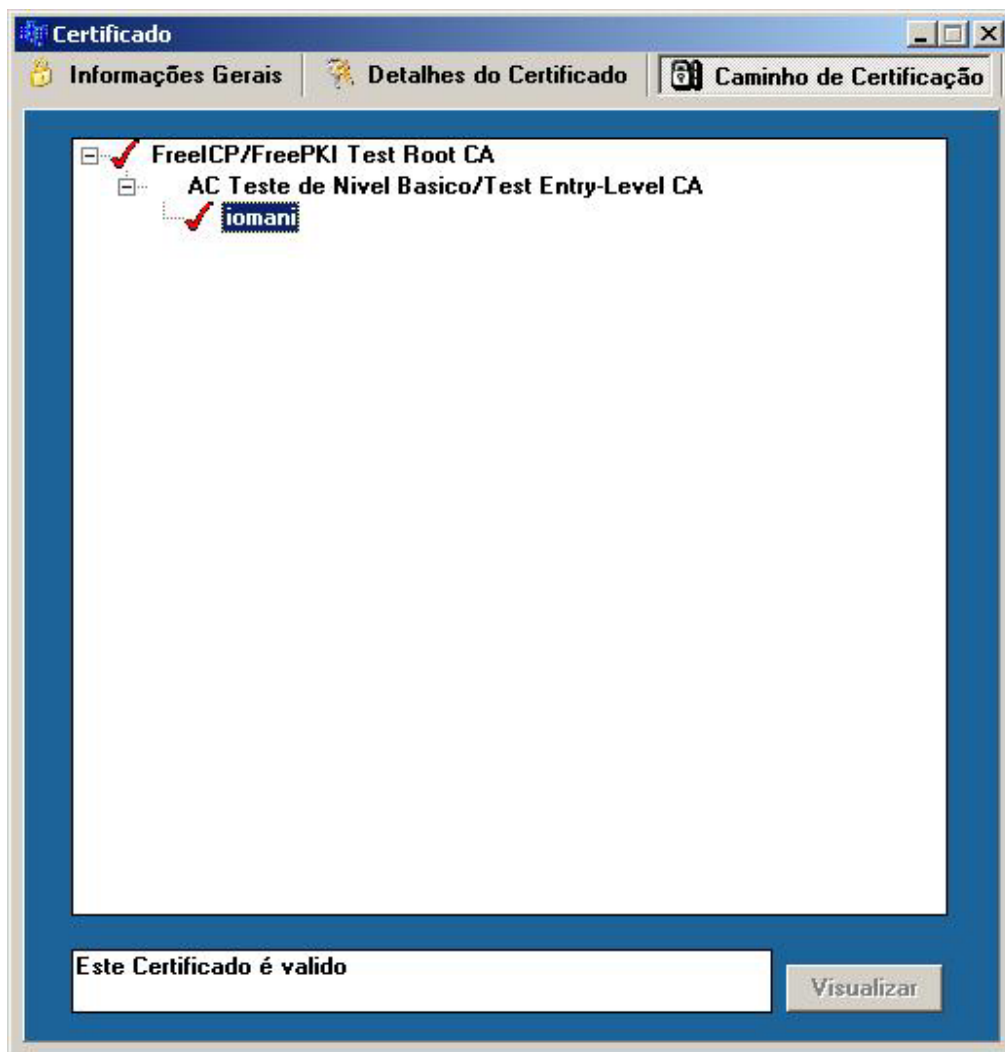 Certificado
Informações Gerais Detalhes do Certificado Caminho de Certificação
FreeICP/FreePKI Test Root CA
AC Teste de Nivel Basico/Test Entry-Level CA
iomani
Este Certificado é valido
Visualizar